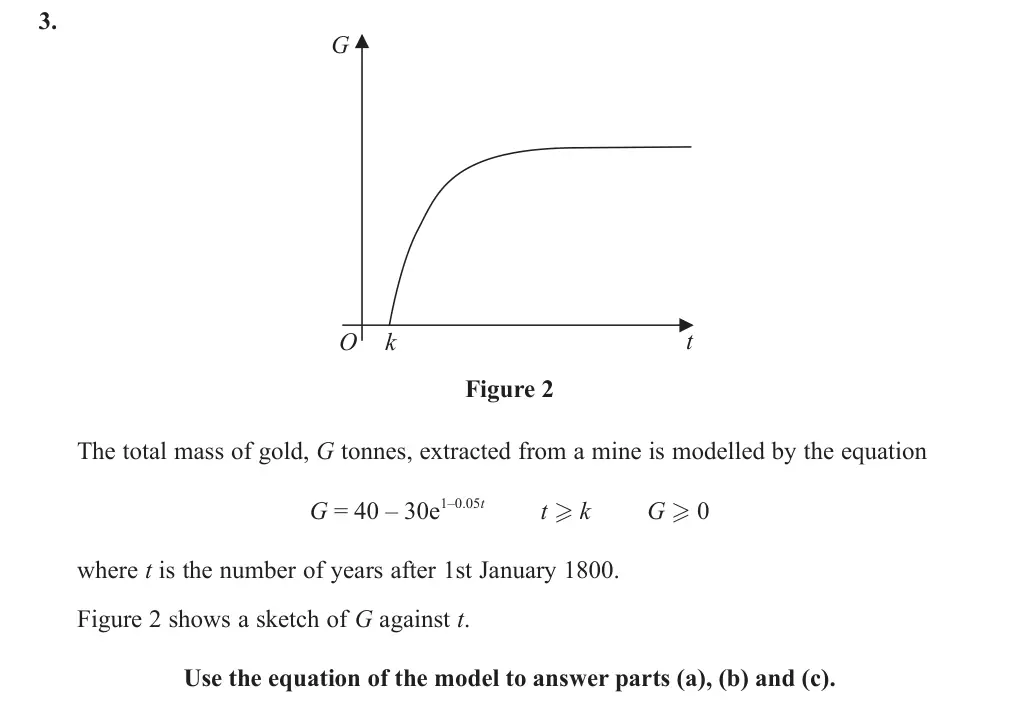 3.
G
O k t
Figure 2
The total mass of gold, G tonnes, extracted from a mine is modelled by the equation
G = 40 – 30e^{1–0.05t} t ⩾ k G ⩾ 0
where t is the number of years after 1st January 1800.
Figure 2 shows a sketch of G against t.
Use the equation of the model to answer parts (a), (b) and (c).